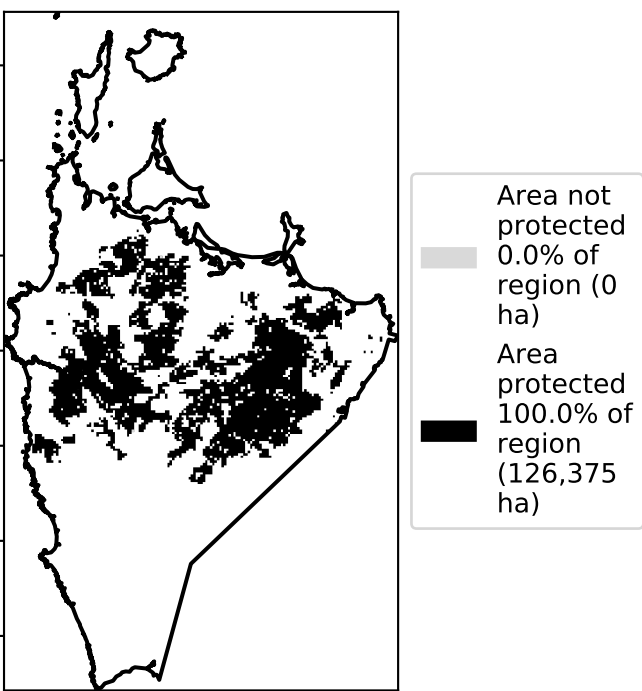 Area not
protected
0.0% of
region (0
ha)
Area
protected
100.0% of
region
(126,375
ha)